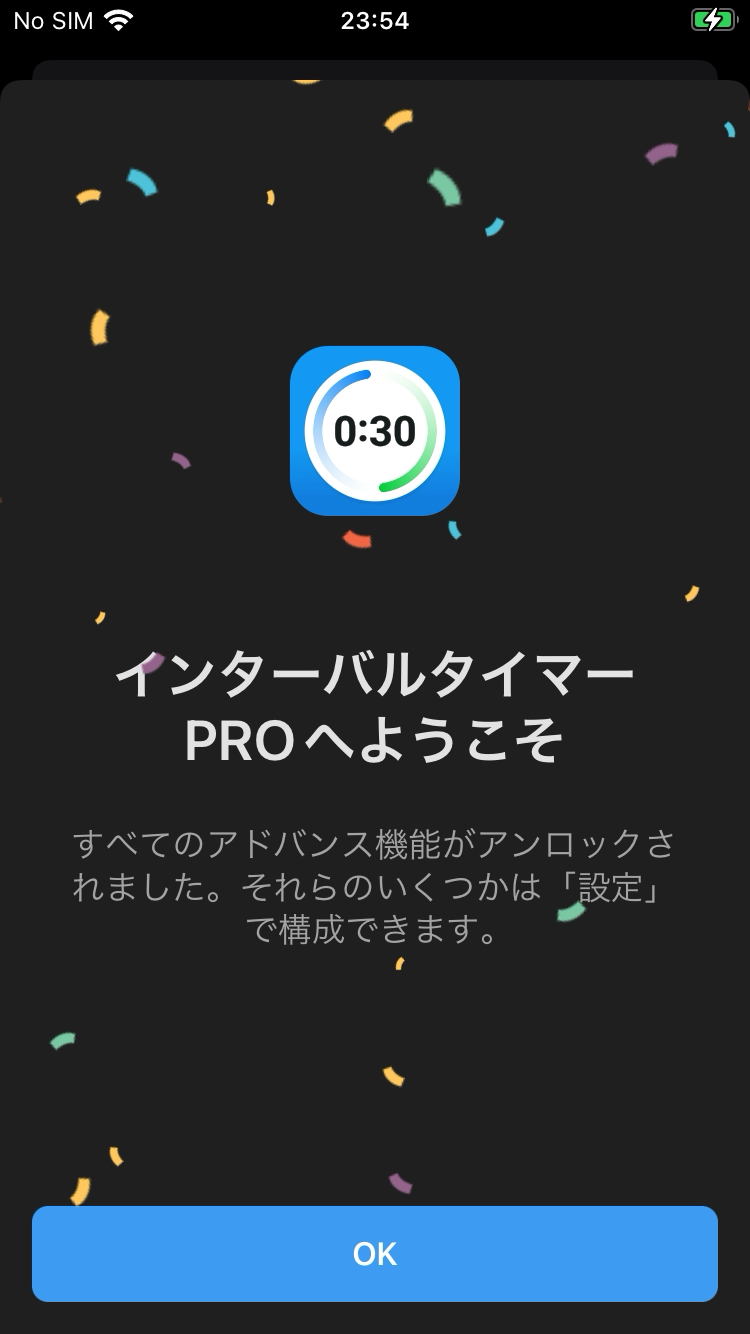 No SIM
23:54
0:30
インターバルタイマー
PROへようこそ
すべてのアドバンス機能がアンロックさ
れました。それらのいくつかは「設定」
で構成できます。
OK